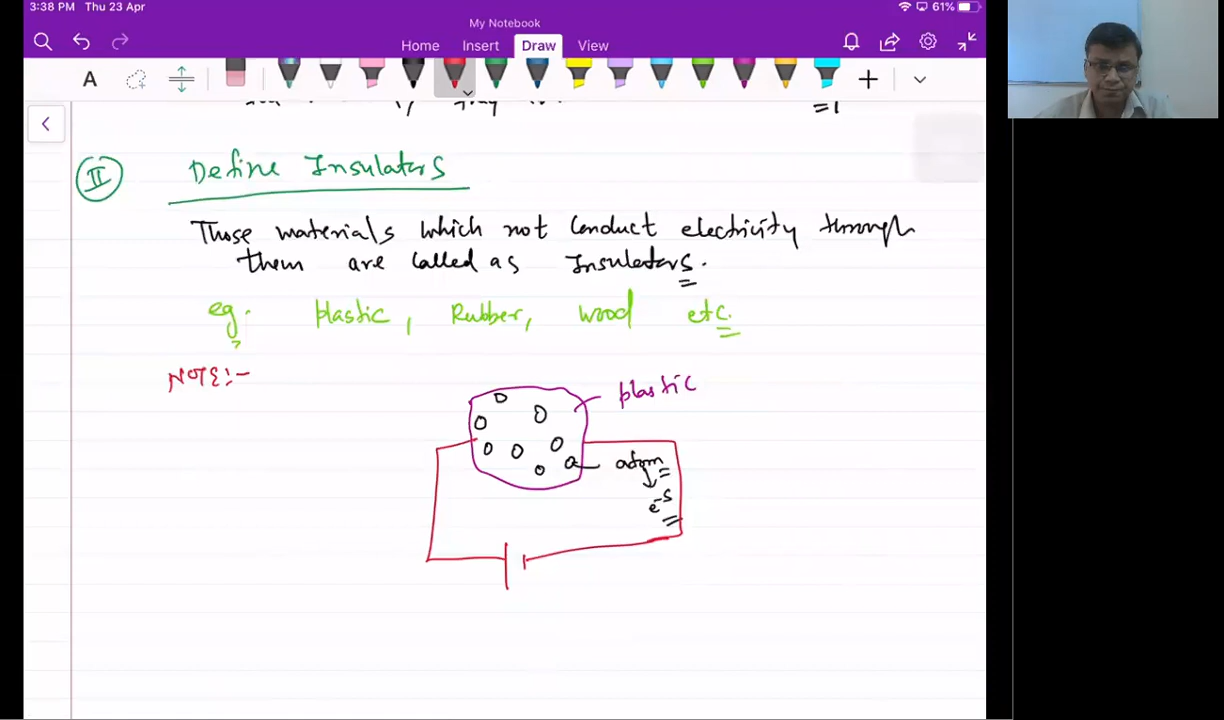 3:38 PM Thu 23 Apr
61%
My Notebook
Home Insert Draw View
A
=1
II Define Insulators
Those materials which not conduct electricity through
them are called as Insulators.
eg. plastic, Rubber, wood etc.
NOTE:-
plastic
atom
e-s